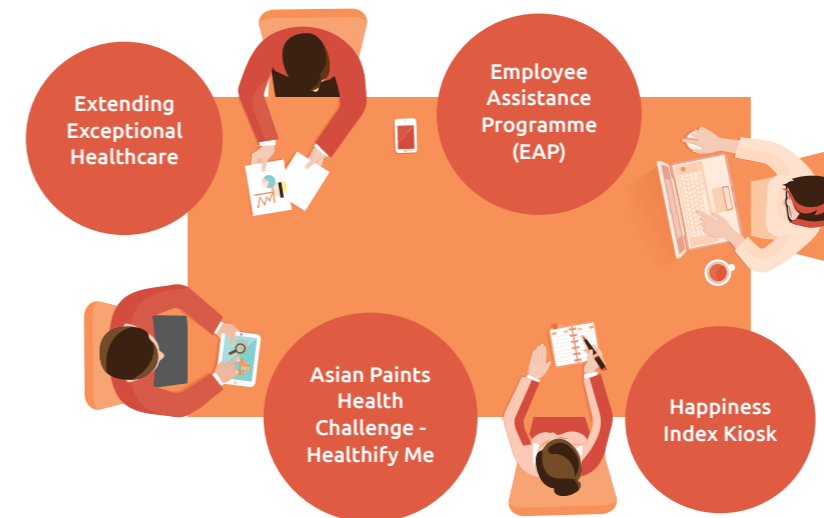 Extending
Exceptional
Healthcare
Employee
Assistance
Programme
(EAP)
Asian Paints
Health
Challenge -
Healthify Me
Happiness
Index Kiosk